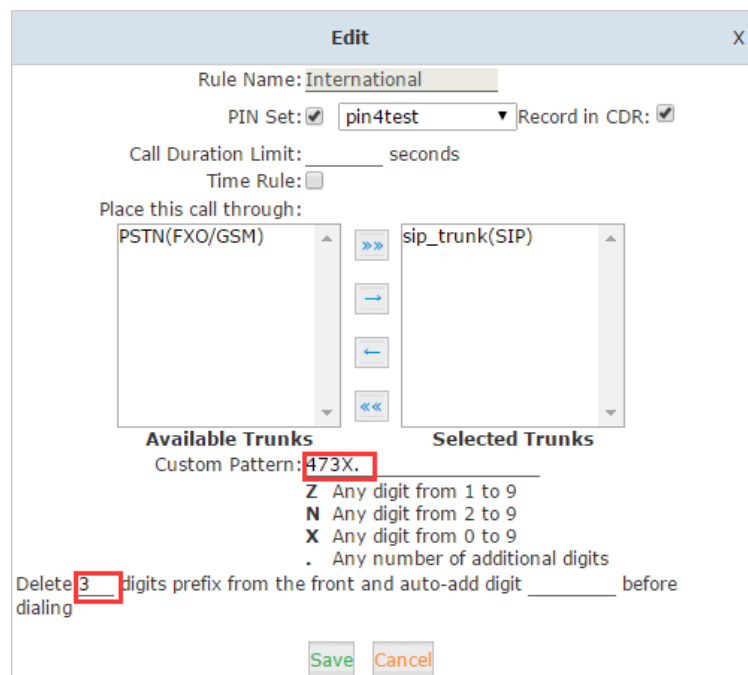 Edit X
Rule Name: International
PIN Set: pin4test Record in CDR:
Call Duration Limit: seconds
Time Rule:
Place this call through:
PSTN(FXO/GSM) »» sip_trunk(SIP)
→
←
««
Available Trunks Selected Trunks
Custom Pattern: 473X.
Z Any digit from 1 to 9
N Any digit from 2 to 9
X Any digit from 0 to 9
. Any number of additional digits
Delete 3 digits prefix from the front and auto-add digit before
dialing
Save Cancel